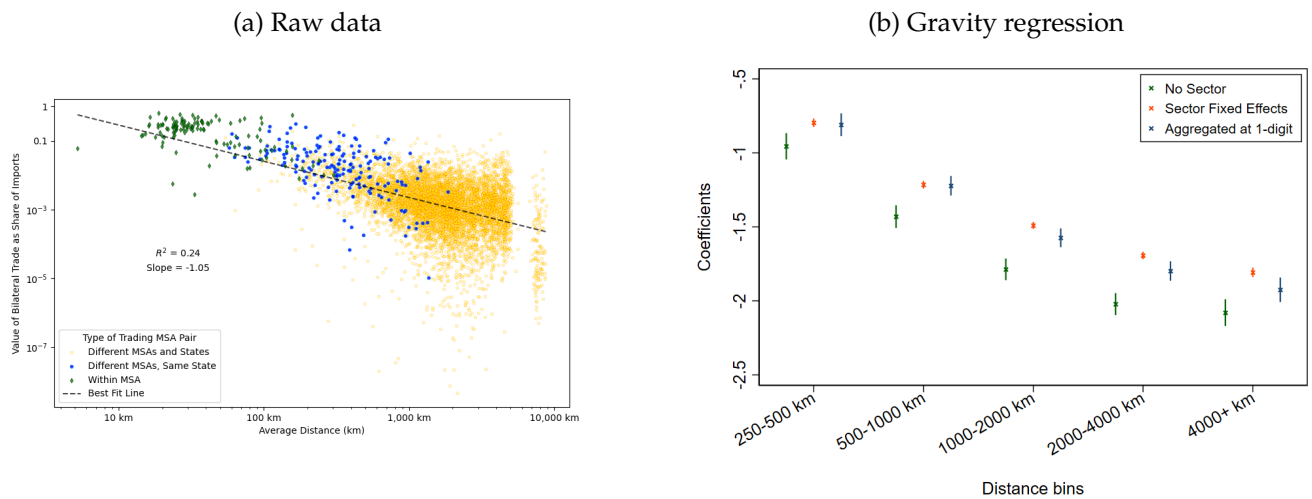 (a) Raw data
Value of Bilateral Trade as Share of Imports
1
0.1
10⁻³
10⁻⁵
10⁻⁷
R² = 0.24
Slope = -1.05
Type of Trading MSA Pair
Different MSAs and States
Different MSAs, Same State
Within MSA
Best Fit Line
10 km
100 km
1,000 km
10,000 km
Average Distance (km)
(b) Gravity regression
Coefficients
-.5
-1
-1.5
-2
-2.5
No Sector
Sector Fixed Effects
Aggregated at 1-digit
250-500 km
500-1000 km
1000-2000 km
2000-4000 km
4000+ km
Distance bins